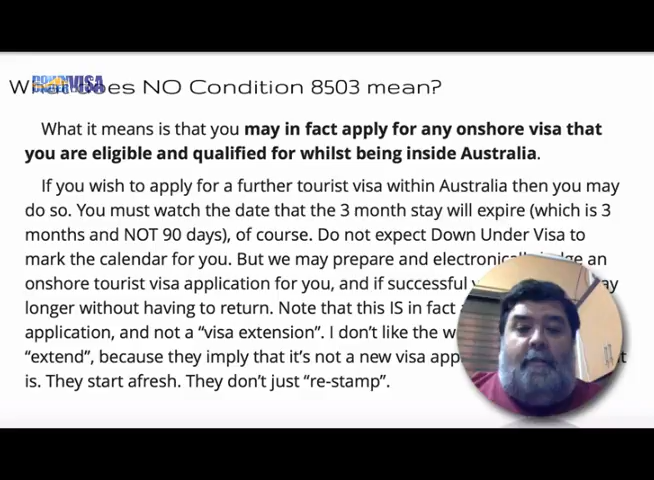 DOWN VISA
What does NO Condition 8503 mean?
What it means is that you may in fact apply for any onshore visa that
you are eligible and qualified for whilst being inside Australia.
If you wish to apply for a further tourist visa within Australia then you may
do so. You must watch the date that the 3 month stay will expire (which is 3
months and NOT 90 days), of course. Do not expect Down Under Visa to
mark the calendar for you. But we may prepare and electronically lodge an
onshore tourist visa application for you, and if successful
longer without having to return. Note that this IS in fact
application, and not a “visa extension”. I don’t like the
“extend”, because they imply that it’s not a new visa
is. They start afresh. They don’t just “re-stamp”.